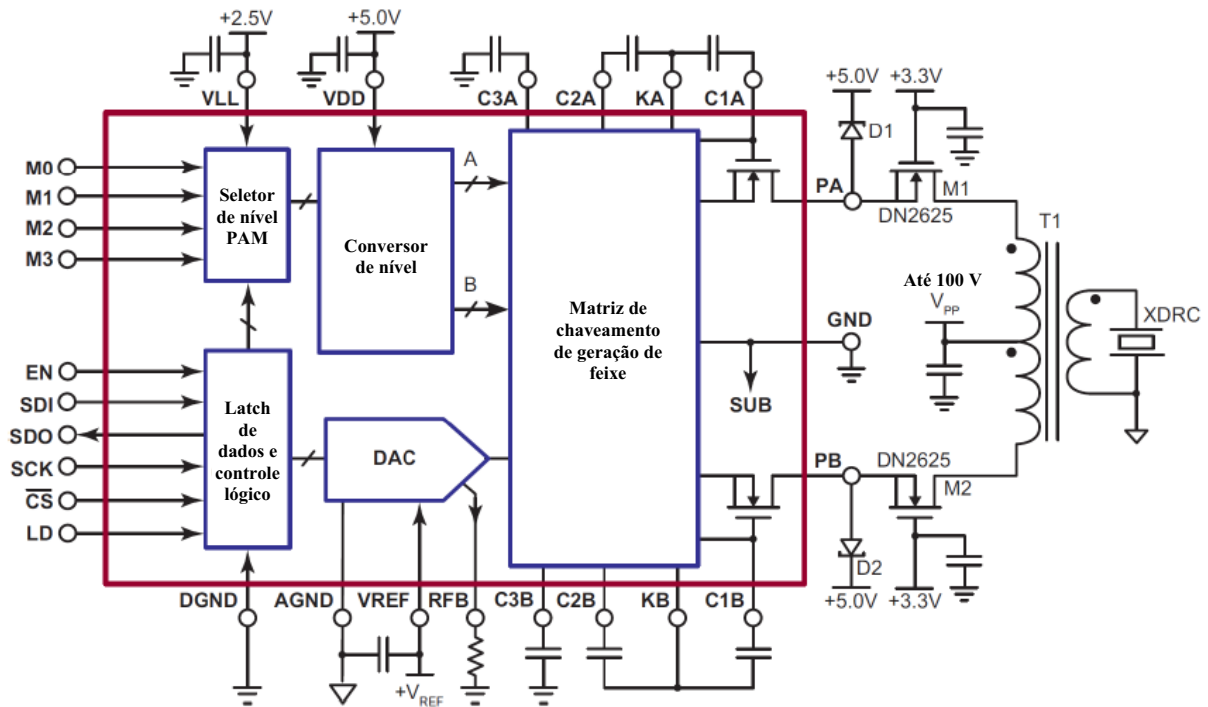 +2.5V
+5.0V
VLL
VDD
C3A
C2A
KA
C1A
+5.0V
+3.3V
D1
M0
M1
M2
M3
Seletor
de nível
PAM
A
B
Conversor
de nível
PA
M1
DN2625
T1
Matriz de
chaveamento
de geração de
feixe
Até 100 V
VPP
GND
XDRC
SUB
EN
SDI
SDO
SCK
CS
LD
Latch
de
dados e
controle
lógico
DAC
PB
DN2625
M2
D2
+5.0V
+3.3V
DGND
AGND
VREF
RFB
C3B
C2B
KB
C1B
+VREF